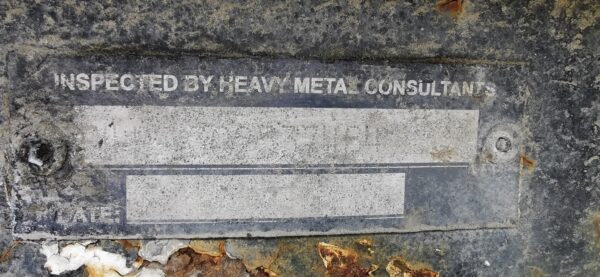 INSPECTED BY HEAVY METAL CONSULTANTS
DATE: